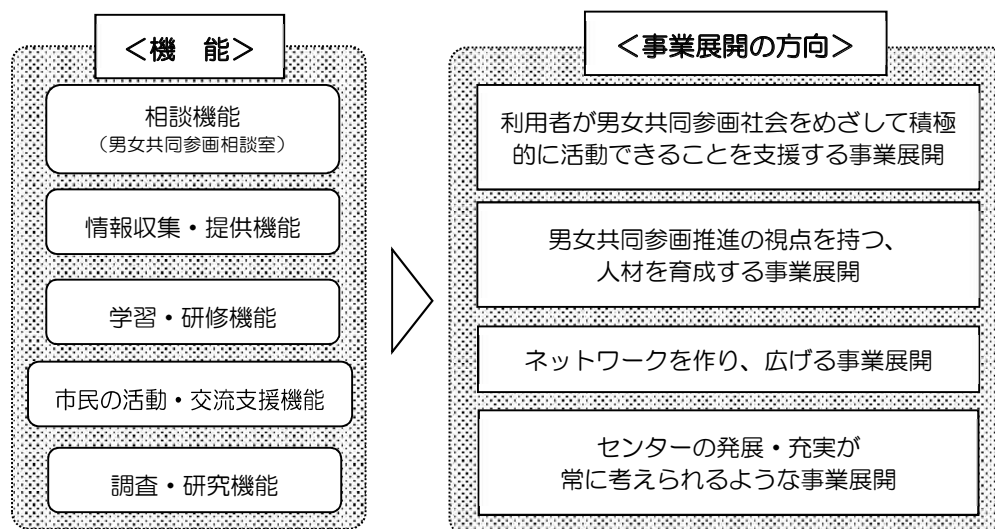 ＜機　能＞
相談機能
（男女共同参画相談室）
情報収集・提供機能
学習・研修機能
市民の活動・交流支援機能
調査・研究機能
＜事業展開の方向＞
利用者が男女共同参画社会をめざして積極
的に活動できることを支援する事業展開
男女共同参画推進の視点を持つ、
人材を育成する事業展開
ネットワークを作り、広げる事業展開
センターの発展・充実が
常に考えられるような事業展開